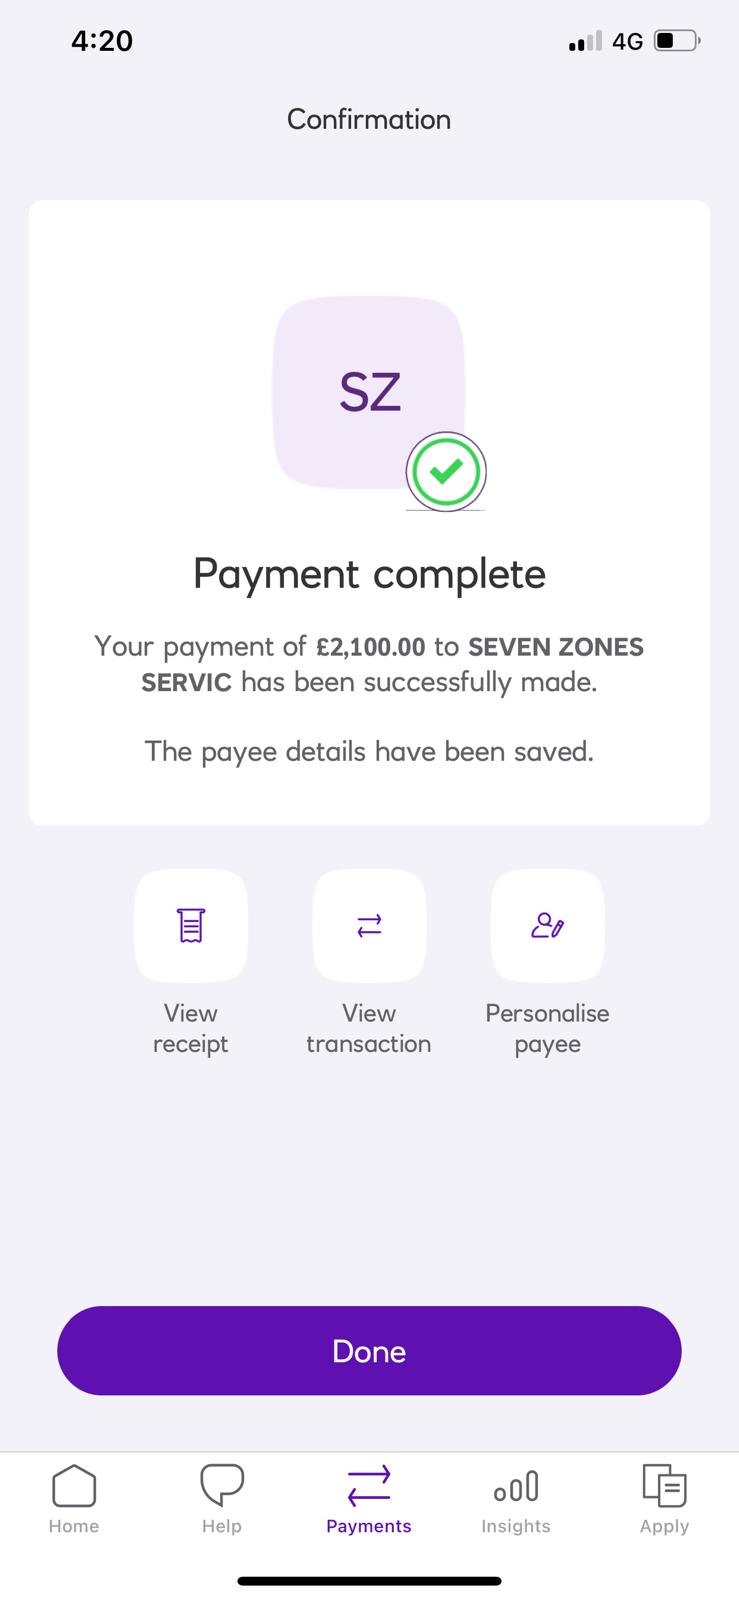 4:20
4G
Confirmation
SZ
Payment complete
Your payment of £2,100.00 to SEVEN ZONES
SERVIC has been successfully made.
The payee details have been saved.
View
receipt
View
transaction
Personalise
payee
Done
Home
Help
Payments
Insights
Apply